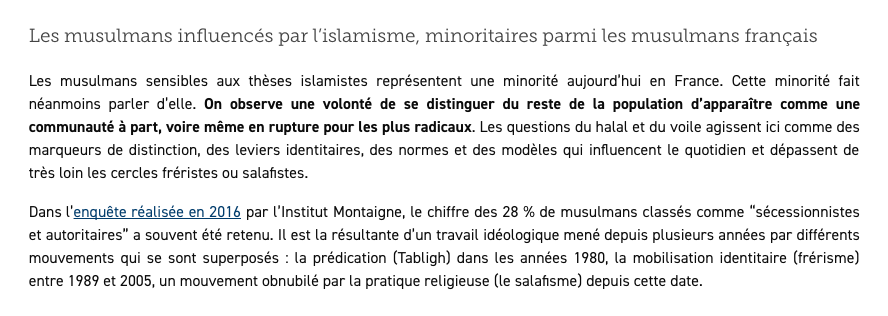 Les musulmans influencés par l'islamisme, minoritaires parmi les musulmans français
Les musulmans sensibles aux thèses islamistes représentent une minorité aujourd'hui en France. Cette minorité fait
néanmoins parler d'elle. On observe une volonté de se distinguer du reste de la population d'apparaître comme une
communauté à part, voire même en rupture pour les plus radicaux. Les questions du halal et du voile agissent ici comme des
marqueurs de distinction, des leviers identitaires, des normes et des modèles qui influencent le quotidien et dépassent de
très loin les cercles fréristes ou salafistes.
Dans l'enquête réalisée en 2016 par l'Institut Montaigne, le chiffre des 28 % de musulmans classés comme "sécessionnistes
et autoritaires" a souvent été retenu. Il est la résultante d'un travail idéologique mené depuis plusieurs années par différents
mouvements qui se sont superposés : la prédication (Tabligh) dans les années 1980, la mobilisation identitaire (frérisme)
entre 1989 et 2005, un mouvement obnubilé par la pratique religieuse (le salafisme) depuis cette date.